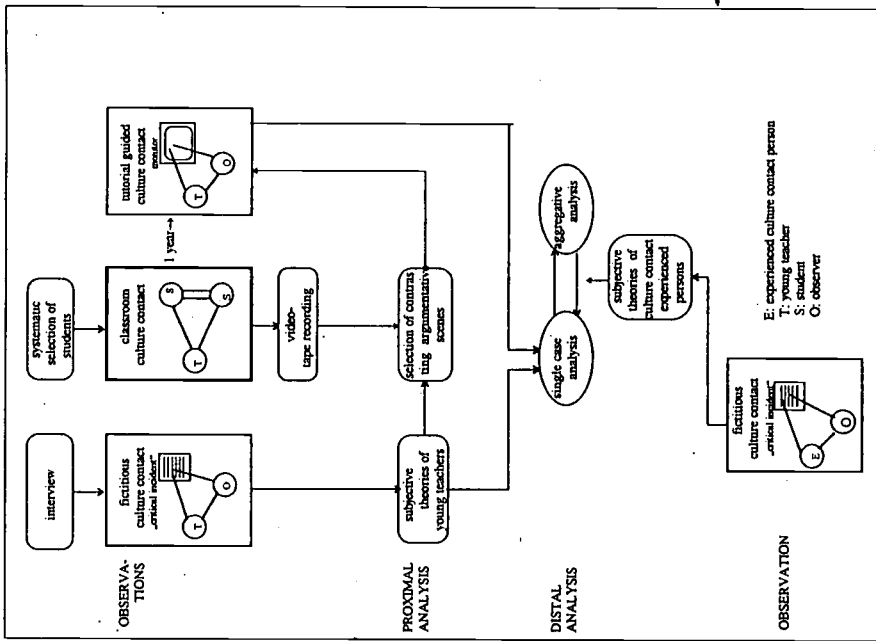 interview
systematic
selection of
students
OBSERVA-
TIONS
fictitious
culture contact
„critical incident“
T
O
classroom
culture contact
S
S
T
1 year→
tutorial guided
culture contact
monitor
T
O
video-
tape recording
PROXIMAL
ANALYSIS
subjective
theories of
young teachers
selection of contras
ting argumentative
scenes
DISTAL
ANALYSIS
single case
analysis
aggregative
analysis
subjective
theories of
culture contact
experienced
persons
OBSERVATION
fictitious
culture contact
„critical incident“
E
O
E: experienced culture contact person
T: young teacher
S: student
O: observer